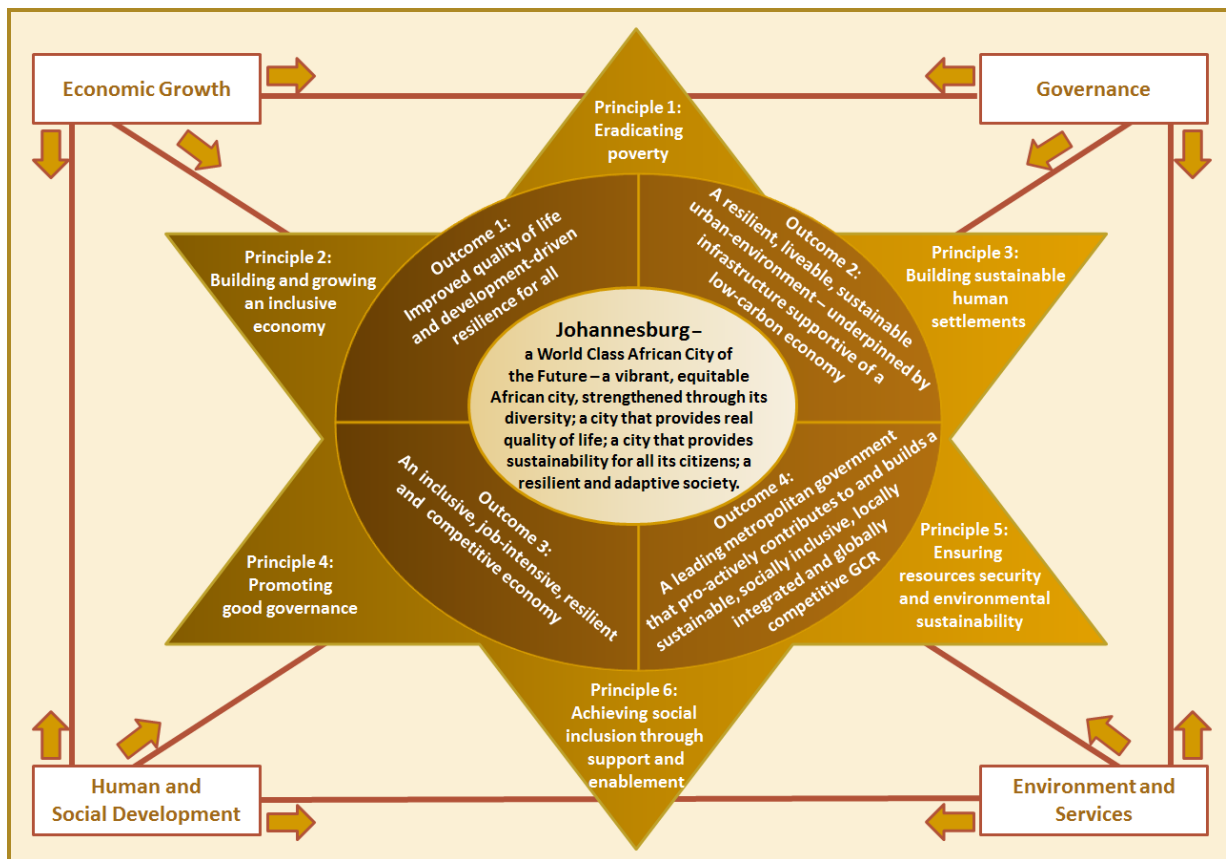 Economic Growth
Governance
Principle 1:
Eradicating
poverty
Principle 2:
Building and growing
an inclusive
economy
Outcome 1:
Improved quality of life
and development-driven
resilience for all
Outcome 2:
A resilient, liveable, sustainable
urban-environment – underpinned by
infrastructure supportive of a
low-carbon economy
Principle 3:
Building sustainable
human
settlements
Johannesburg –
a World Class African City of
the Future – a vibrant, equitable
African city, strengthened through its
diversity; a city that provides real
quality of life; a city that provides
sustainability for all its citizens; a
resilient and adaptive society.
Principle 4:
Promoting
good governance
Outcome 3:
An inclusive, job-intensive, resilient
and competitive economy
Outcome 4:
A leading metropolitan government
that pro-actively contributes to and builds a
sustainable, socially inclusive, locally
integrated and globally
competitive GCR
Principle 5:
Ensuring
resources security
and environmental
sustainability
Principle 6:
Achieving social
inclusion through
support and
enablement
Human and
Social Development
Environment and
Services